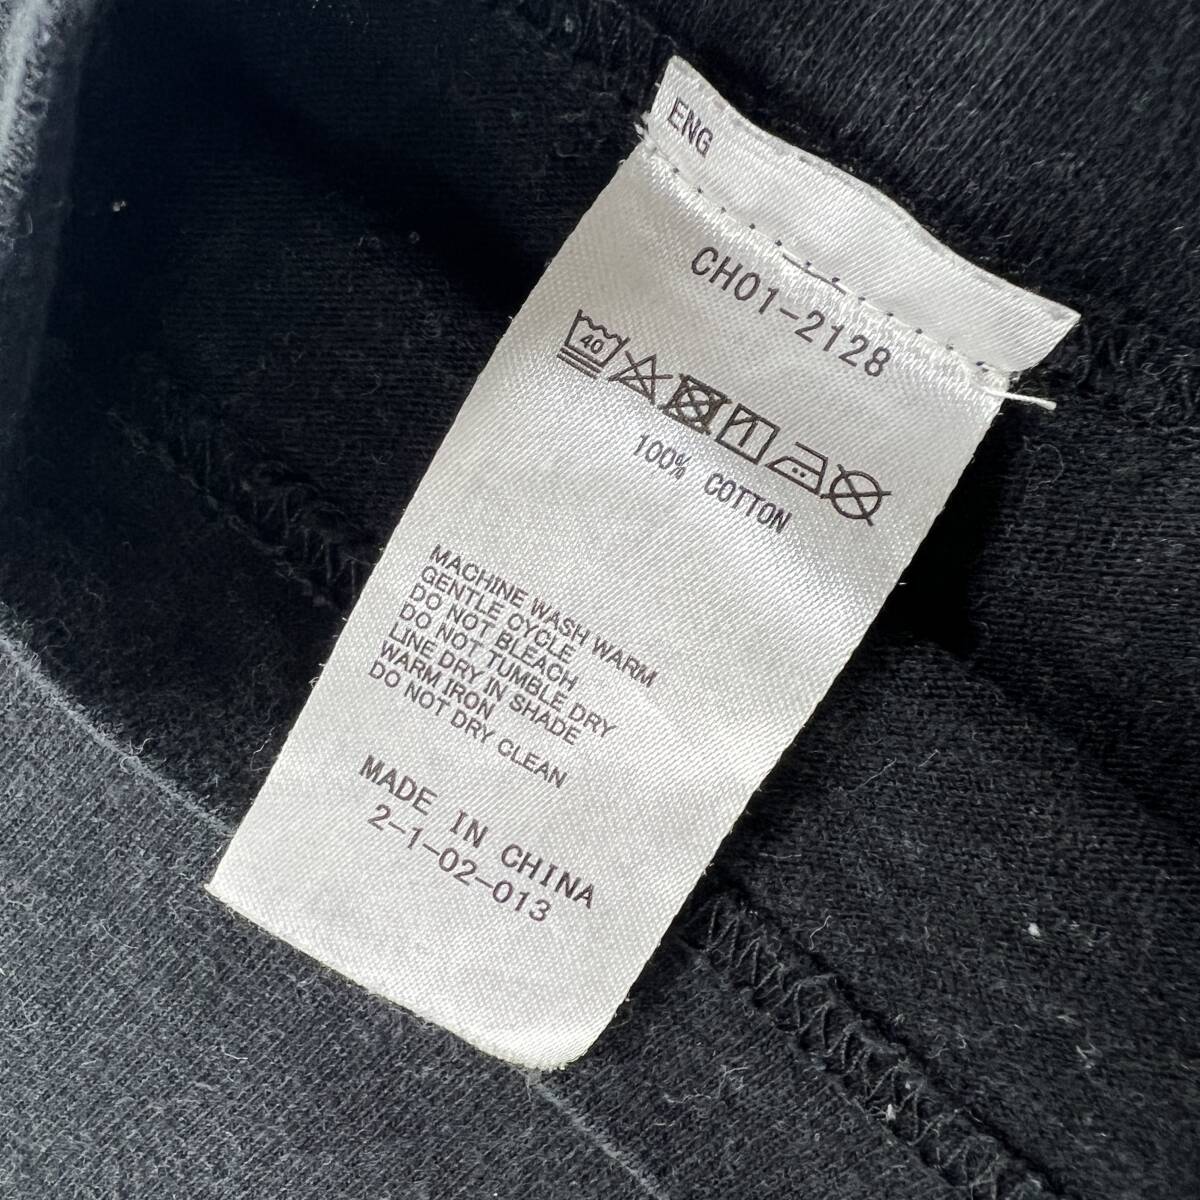 ENG
CH01-2128
40
100% COTTON
MACHINE WASH WARM
GENTLE CYCLE
DO NOT BLEACH
DO NOT TUMBLE DRY
LINE DRY IN SHADE
WARM IRON
DO NOT DRY CLEAN
MADE IN CHINA
2-1-02-013